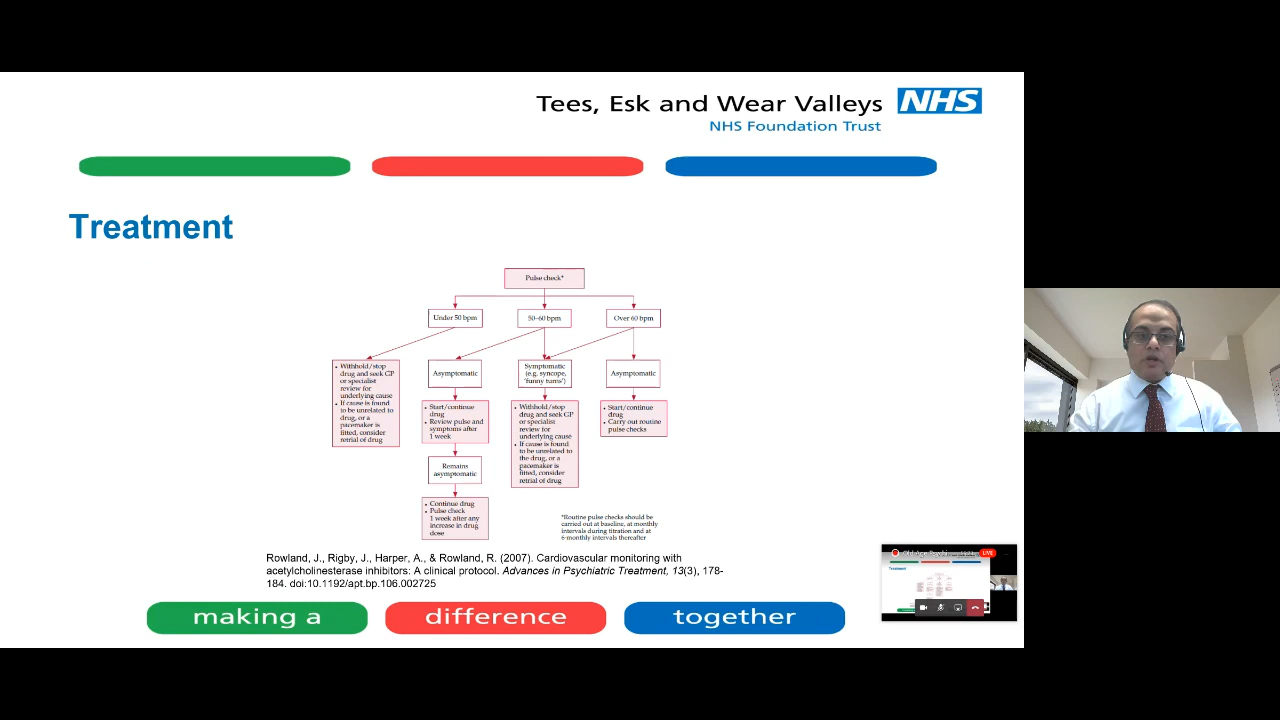 Tees, Esk and Wear Valleys NHS
NHS Foundation Trust
Treatment
Pulse check*
Under 50 bpm
50–60 bpm
Over 60 bpm
• Withhold/stop
drug and seek GP
or specialist
review for
underlying cause
• If cause is found
to be unrelated to
drug, or a
pacemaker is
fitted, consider
retrial of drug
Asymptomatic
• Start/continue
drug
• Review pulse and
symptoms after
1 week
Remains
asymptomatic
• Continue drug
• Pulse check
1 week after any
increase in drug
dose
Symptomatic
(e.g. syncope,
'funny turns')
• Withhold/stop
drug and seek GP
or specialist
review for
underlying cause
• If cause is found
to be unrelated to
the drug, or a
pacemaker is
fitted, consider
retrial of drug
Asymptomatic
• Start/continue
drug
• Carry out routine
pulse checks
*Routine pulse checks should be
carried out at baseline, at monthly
intervals during titration and at
6-monthly intervals thereafter
Rowland, J., Rigby, J., Harper, A., & Rowland, R. (2007). Cardiovascular monitoring with
acetylcholinesterase inhibitors: A clinical protocol. Advances in Psychiatric Treatment, 13(3), 178-
184. doi:10.1192/apt.bp.106.002725
making a
difference
together
LIVE
Treatment